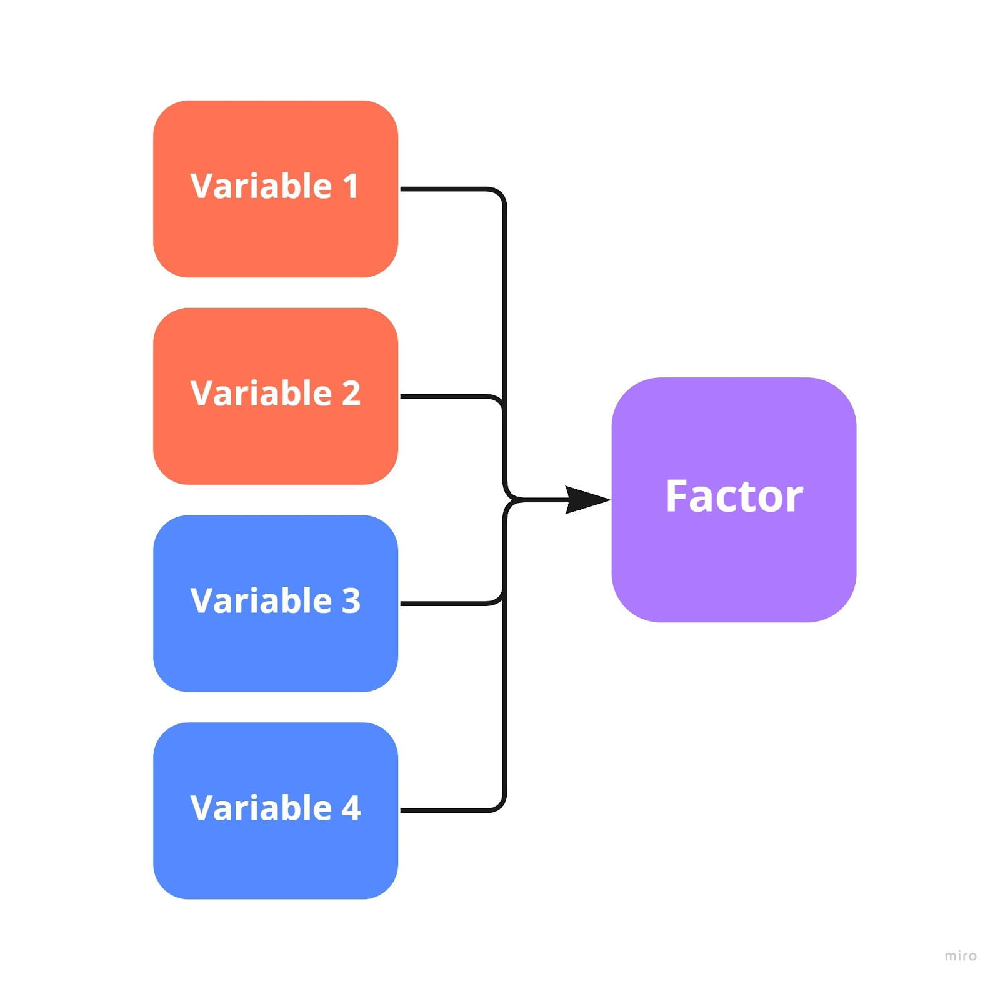 Variable 1
Variable 2
Variable 3
Variable 4
Factor
miro